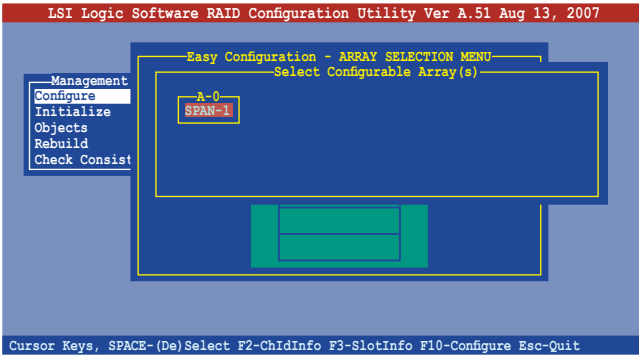 LSI Logic Software RAID Configuration Utility Ver A.51 Aug 13, 2007
Easy Configuration - ARRAY SELECTION MENU
Select Configurable Array(s)
Management
Configure
Initialize
Objects
Rebuild
Check Consist
A-0
SPAN-1
Cursor Keys, SPACE-(De)Select F2-ChIdInfo F3-SlotInfo F10-Configure Esc-Quit